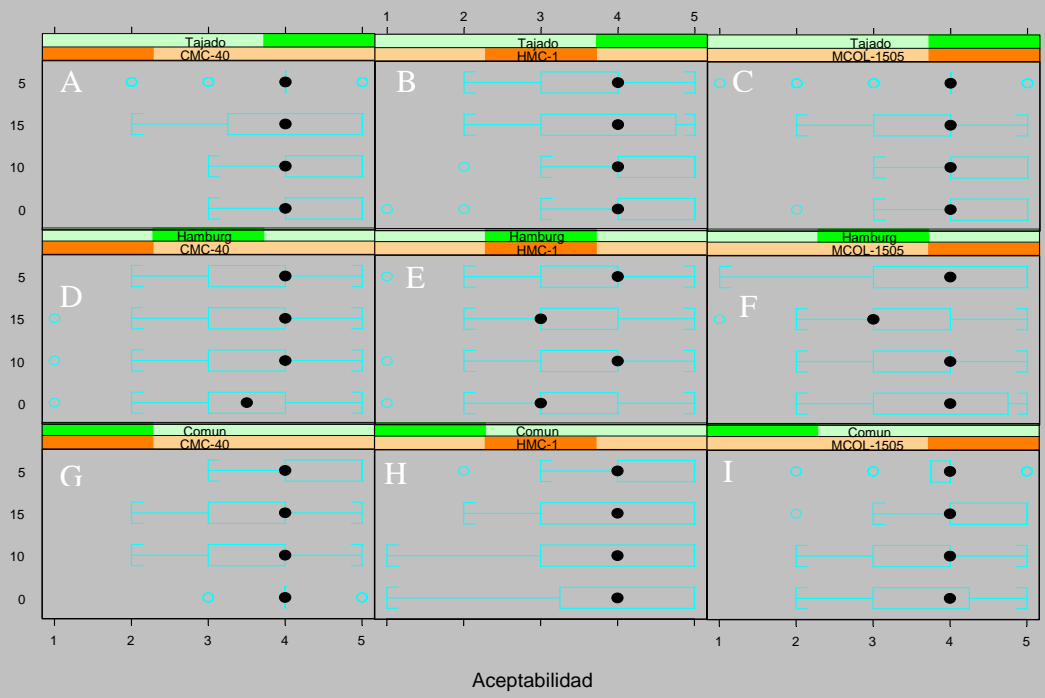 1 2 3 4 5
Tajado Tajado Tajado
CMC-40 HMC-1 MCOL-1505
A B C
5
15
10
0
Hamburg Hamburg Hamburg
CMC-40 HMC-1 MCOL-1505
D E F
5
15
10
0
Comun Comun Comun
CMC-40 HMC-1 MCOL-1505
G H I
5
15
10
0
1 2 3 4 5 1 2 3 4 5
Aceptabilidad